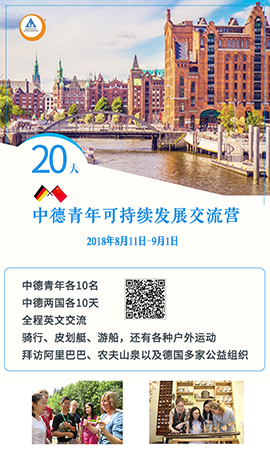 20人
中德青年可持续发展交流营
2018年8月11日-9月1日
中德青年各10名
中德两国各10天
全程英文交流
骑行、皮划艇、游船，还有各种户外运动
拜访阿里巴巴、农夫山泉以及德国多家公益组织